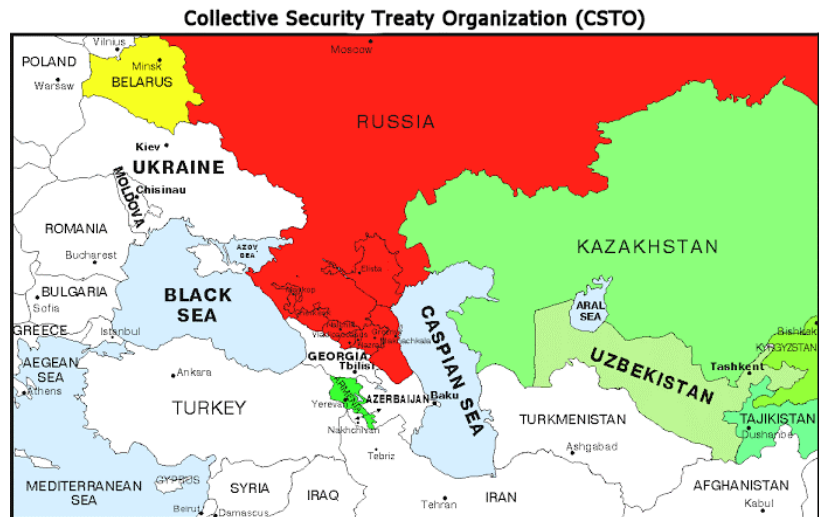 Collective Security Treaty Organization (CSTO)
Vilnius
Moscow
POLAND
Minsk
Warsaw
BELARUS
RUSSIA
Kiev
UKRAINE
MOLDOVA
Chisinau
ROMANIA
AZOV
SEA
KAZAKHSTAN
Bucharest
Elista
BULGARIA
BLACK
SEA
ARAL
SEA
Sofia
CASPIAN SEA
GREECE
Istanbul
Bishkek
KYRGYZSTAN
GEORGIA
Tbilisi
UZBEKISTAN
Tashkent
AEGEAN
SEA
Ankara
Athens
ARMENIA
Yerevan
AZERBAIJAN
Baku
TURKEY
TURKMENISTAN
TAJIKISTAN
Dushanbe
Nakhchivan
Tebriz
Ashgabad
MEDITERRANEAN
SEA
CYPRUS
SYRIA
IRAQ
Tehran
IRAN
AFGHANISTAN
Kabul
Beirut
Damascus